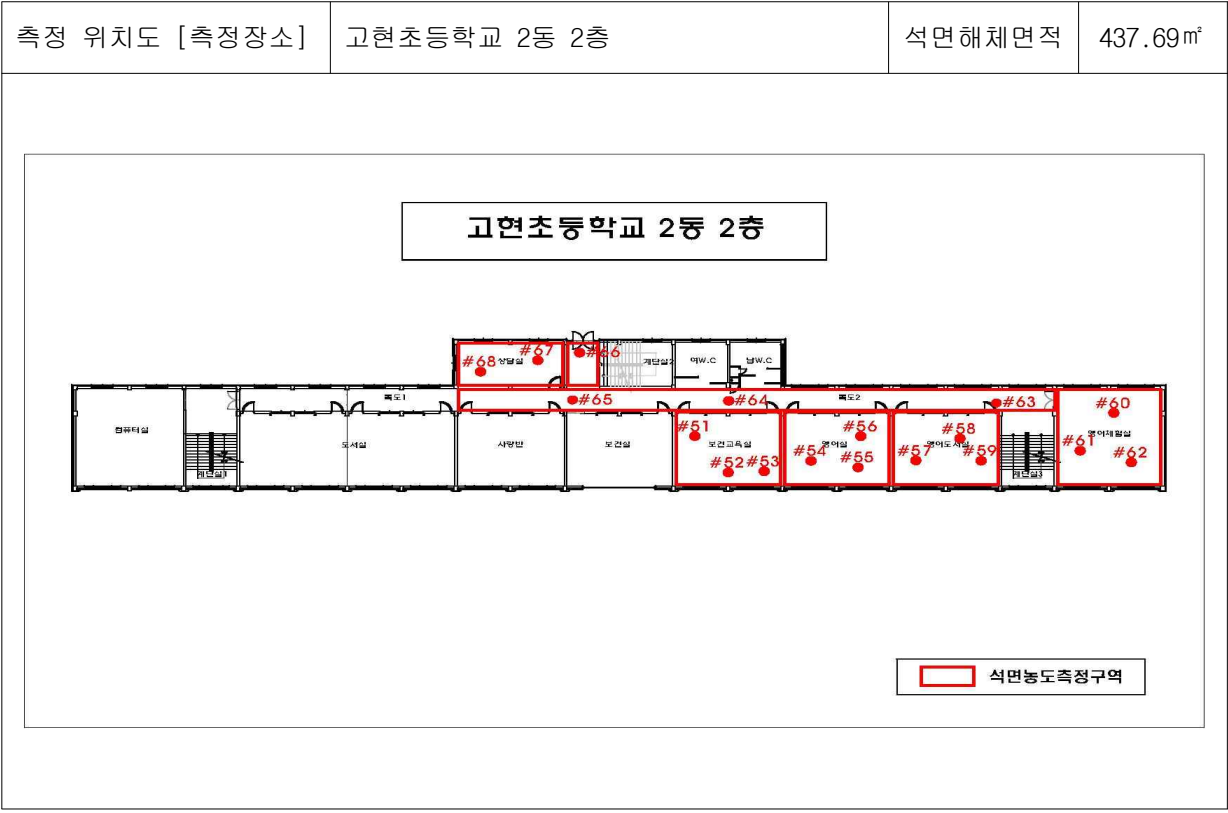 측정 위치도 [측정장소] 고현초등학교 2동 2층 석면해체면적 437.69㎡
고현초등학교 2동 2층
#68 상담실 #67 #66 계단실2 여W.C 남W.C
복도1 #65 #64 복도2 #63 #60
컴퓨터실 계단실1 도서실 사랑반 보건실
#51 보건교육실 #52 #53
영어실 #56 #54 #55
#58 영어도서실 #57 #59
계단실3
영어체험실 #61 #62
석면농도측정구역